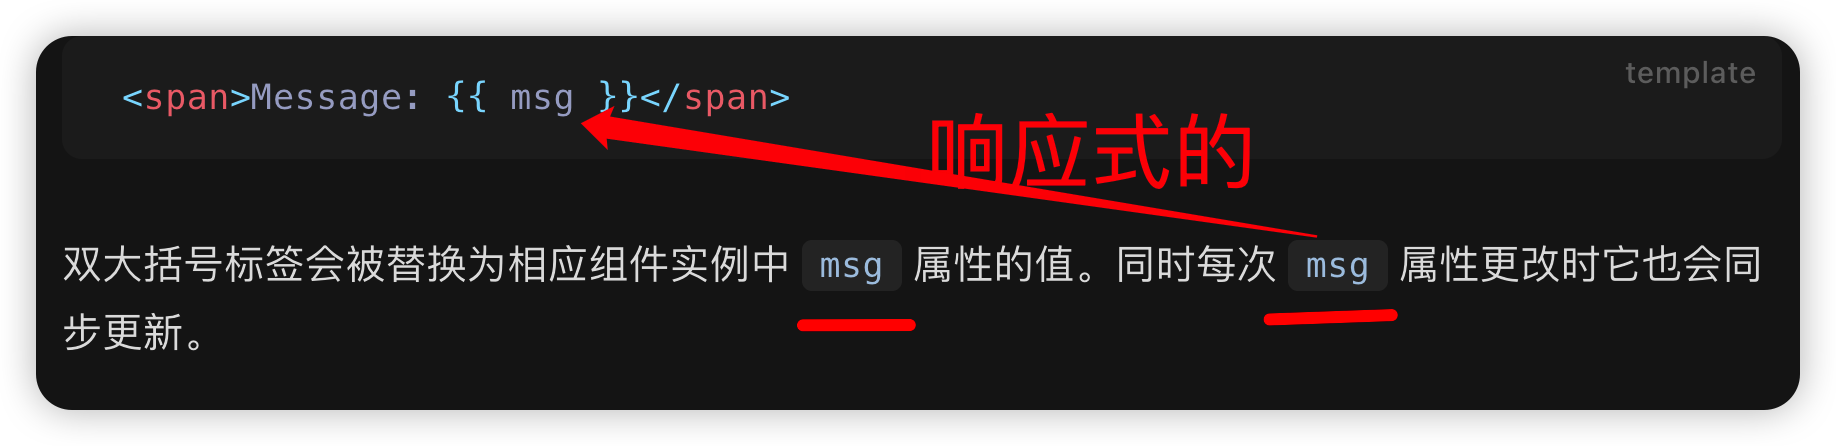 template
<span>Message: {{ msg }}</span>
响应式的
双大括号标签会被替换为相应组件实例中 msg 属性的值。同时每次 msg 属性更改时它也会同
步更新。